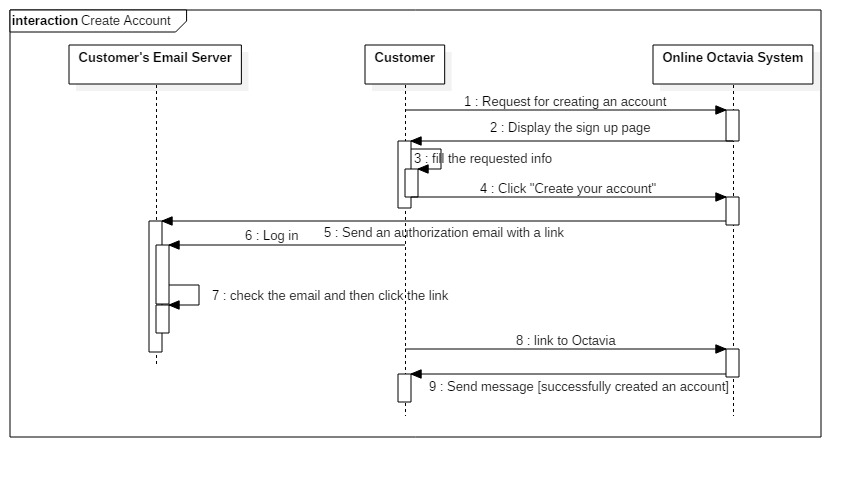 interaction Create Account
Customer's Email Server
Customer
Online Octavia System
1 : Request for creating an account
2 : Display the sign up page
3 : fill the requested info
4 : Click "Create your account"
5 : Send an authorization email with a link
6 : Log in
7 : check the email and then click the link
8 : link to Octavia
9 : Send message [successfully created an account]